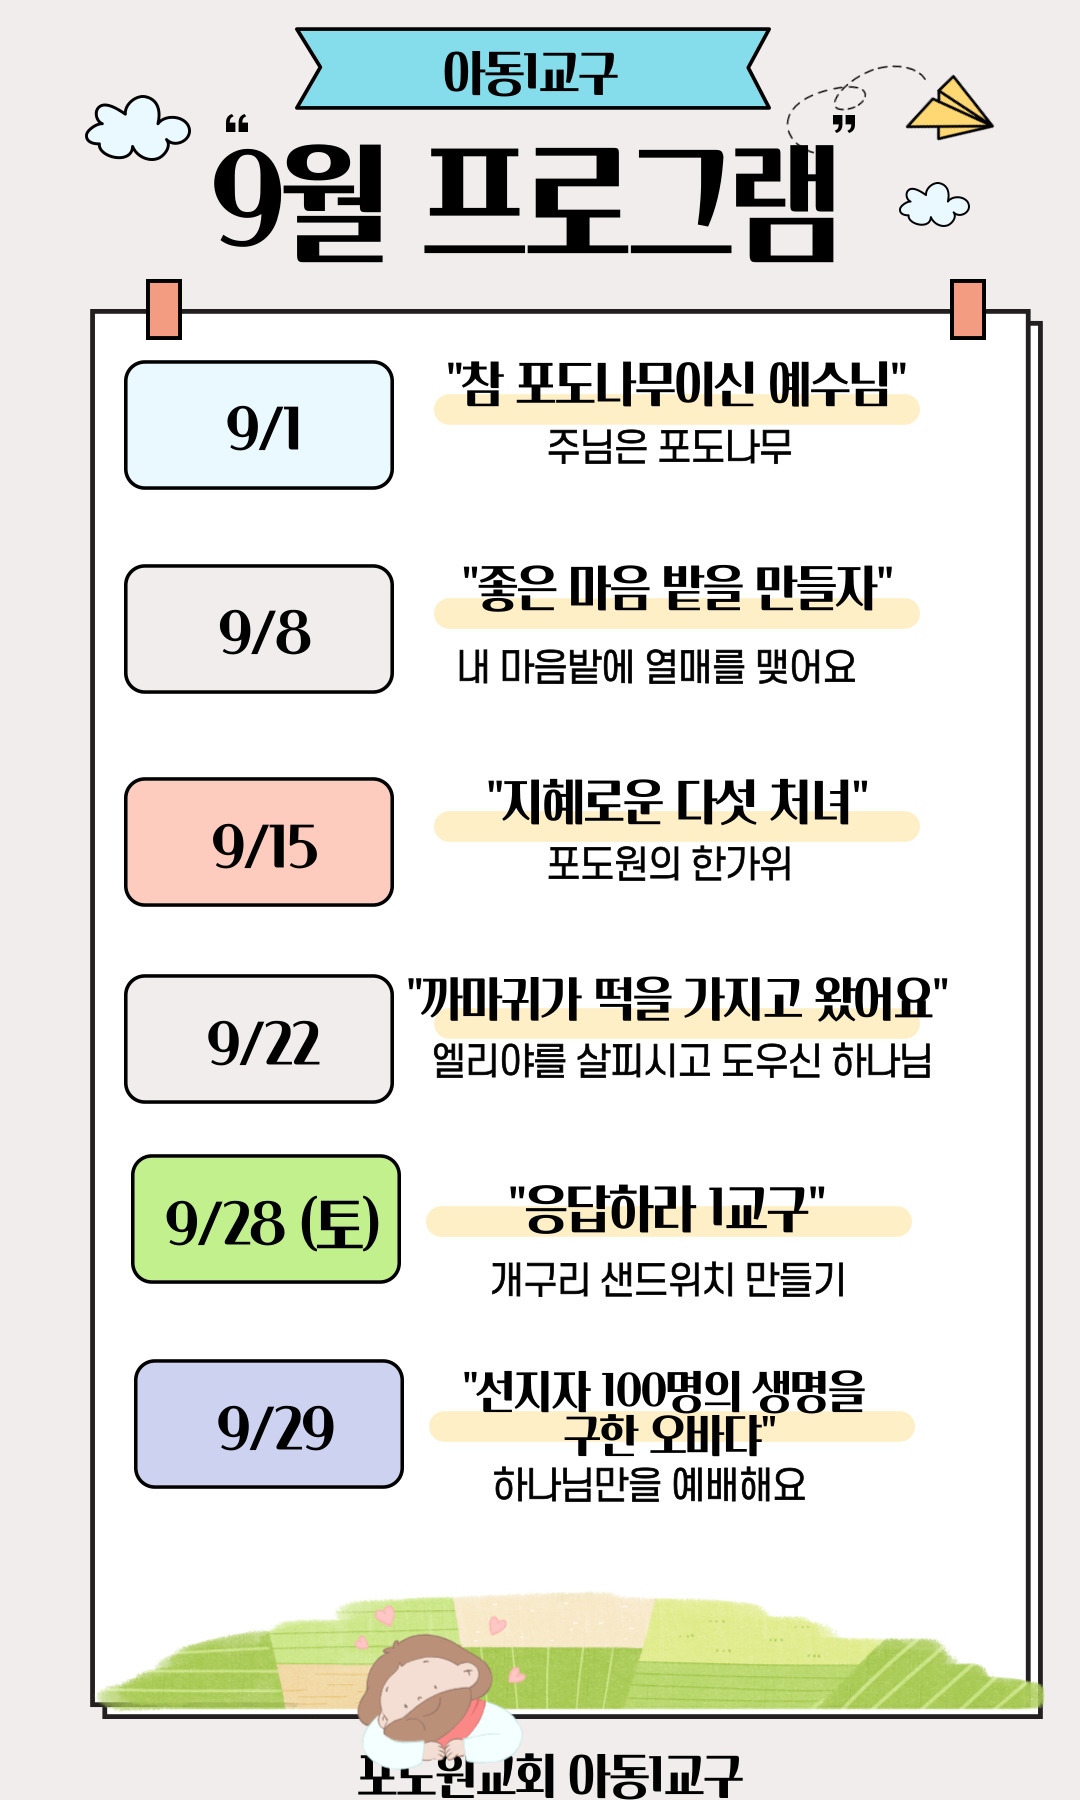 아동1교구
“ ”
9월 프로그램
9/1
"참 포도나무이신 예수님"
주님은 포도나무
9/8
"좋은 마음 밭을 만들자"
내 마음밭에 열매를 맺어요
9/15
"지혜로운 다섯 처녀"
포도원의 한가위
9/22
"까마귀가 떡을 가지고 왔어요"
엘리야를 살피시고 도우신 하나님
9/28 (토)
"응답하라 1교구"
개구리 샌드위치 만들기
9/29
"선지자 100명의 생명을
구한 오바댜"
하나님만을 예배해요
포도원교회 아동1교구